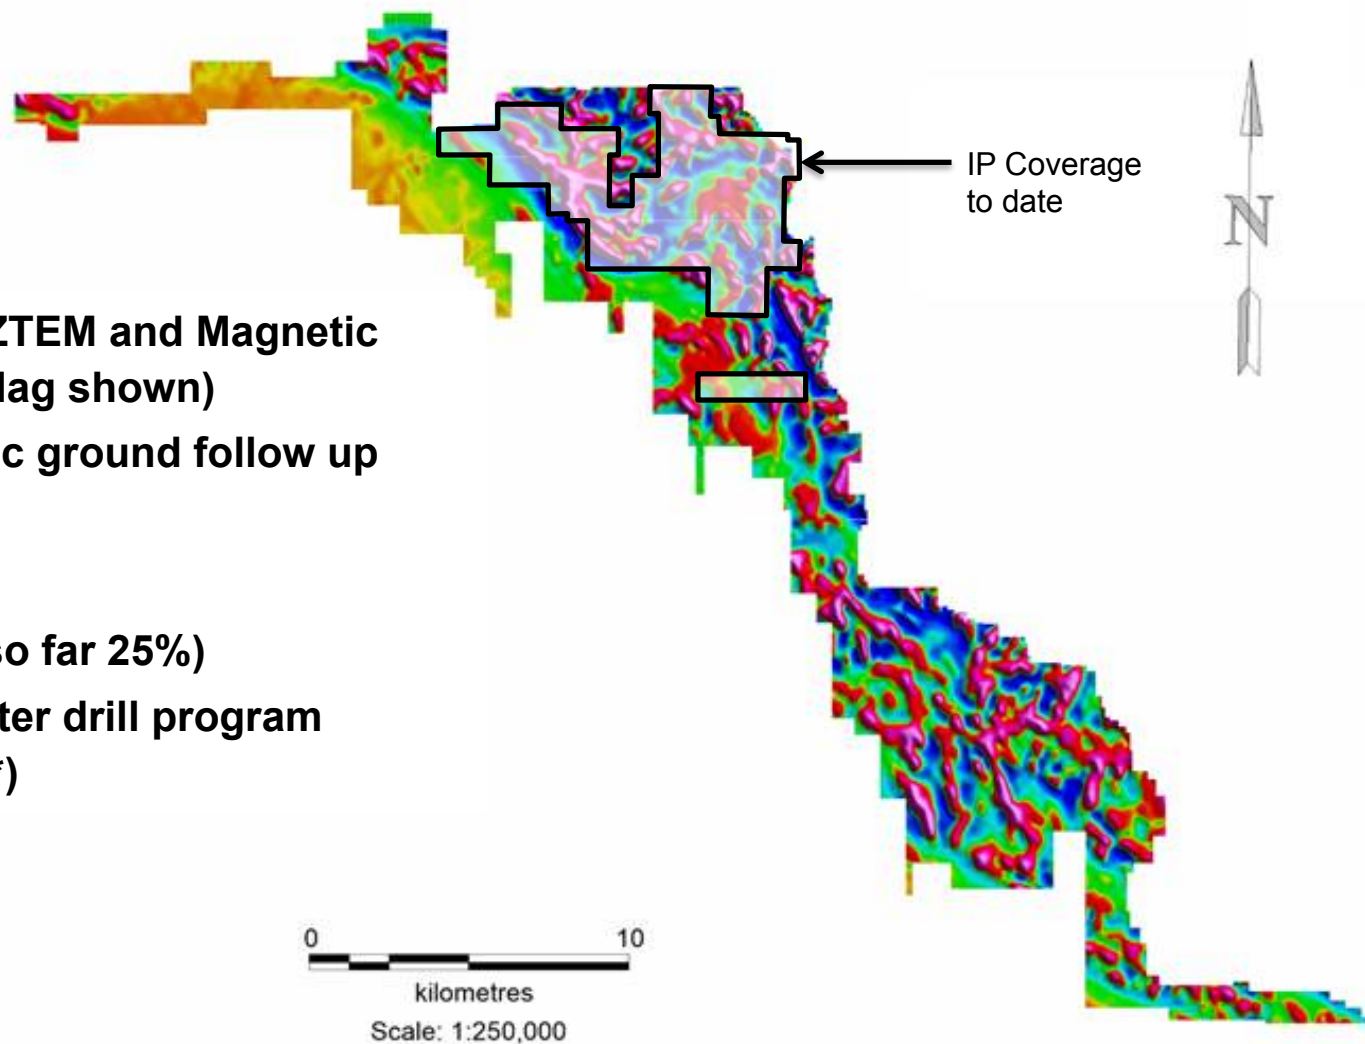 ZTEM and Magnetic
lag shown)
c ground follow up
so far 25%)
ter drill program
IP Coverage
to date
N
0 10
kilometres
Scale: 1:250,000